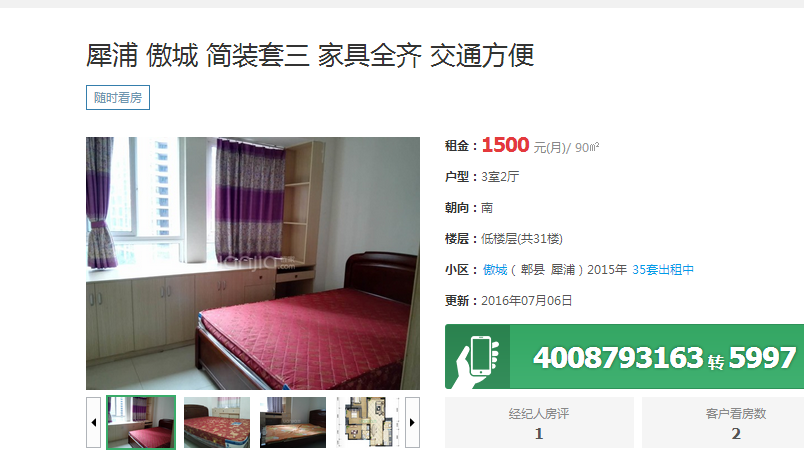 犀浦 傲城 简装套三 家具全齐 交通方便
随时看房
租金：1500 元(月)/ 90㎡
户型：3室2厅
朝向：南
楼层：低楼层(共31楼)
小区：傲城 ( 郫县 犀浦 ) 2015年 35套出租中
更新：2016年07月06日
4008793163 转 5997
经纪人房评
1
客户看房数
2